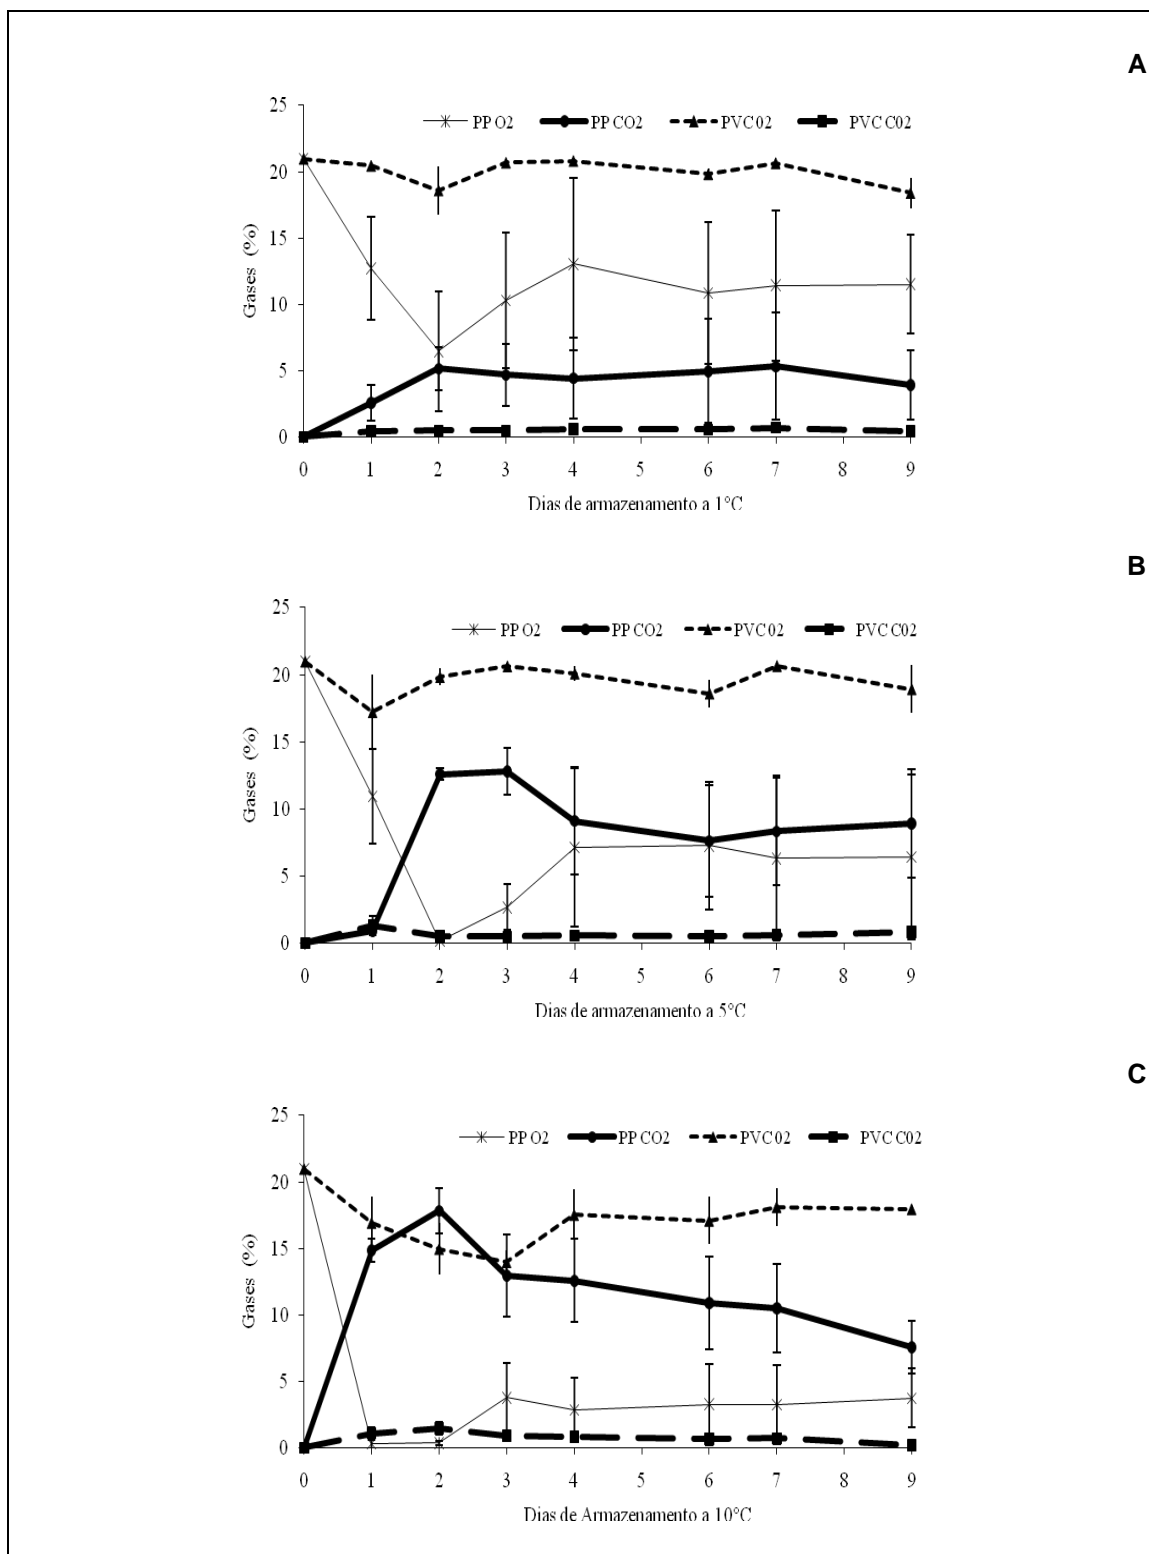 A
25
PP O2 PP CO2 PVC 02 PVC C02
20
15
10
5
0
Gases (%)
0 1 2 3 4 5 6 7 8 9
Dias de armazenamento a 1°C
B
25
PP O2 PP CO2 PVC 02 PVC C02
20
15
10
5
0
Gases (%)
0 1 2 3 4 5 6 7 8 9
Dias de armazenamento a 5°C
C
25
PP O2 PP CO2 PVC 02 PVC C02
20
15
10
5
0
Gases (%)
0 1 2 3 4 5 6 7 8 9
Dias de Armazenamento a 10°C